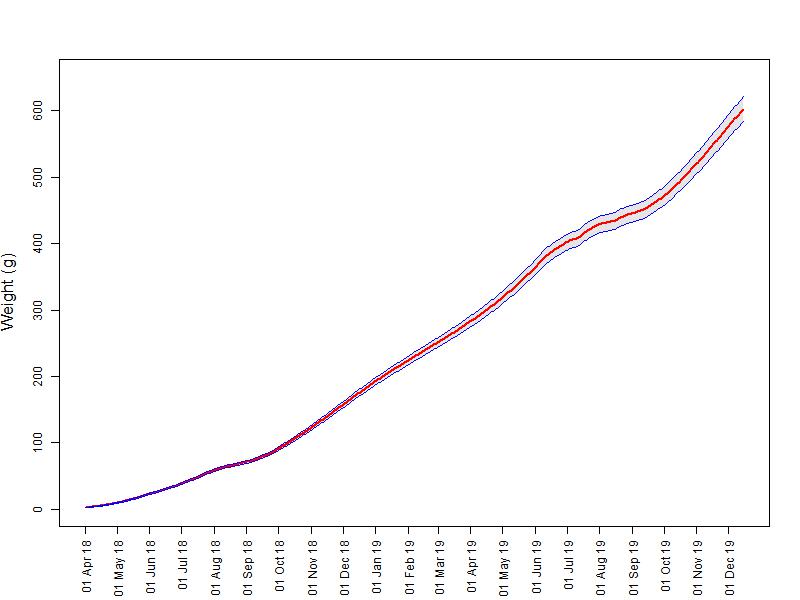 Weight (g)
600
500
400
300
200
100
0
01 Apr 18
01 May 18
01 Jun 18
01 Jul 18
01 Aug 18
01 Sep 18
01 Oct 18
01 Nov 18
01 Dec 18
01 Jan 19
01 Feb 19
01 Mar 19
01 Apr 19
01 May 19
01 Jun 19
01 Jul 19
01 Aug 19
01 Sep 19
01 Oct 19
01 Nov 19
01 Dec 19